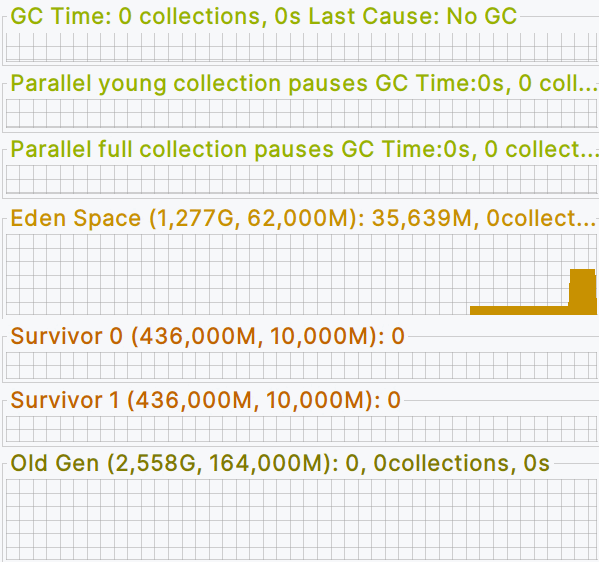 GC Time: 0 collections, 0s Last Cause: No GC
Parallel young collection pauses GC Time:0s, 0 coll...
Parallel full collection pauses GC Time:0s, 0 collect...
Eden Space (1,277G, 62,000M): 35,639M, 0collect...
Survivor 0 (436,000M, 10,000M): 0
Survivor 1 (436,000M, 10,000M): 0
Old Gen (2,558G, 164,000M): 0, 0collections, 0s